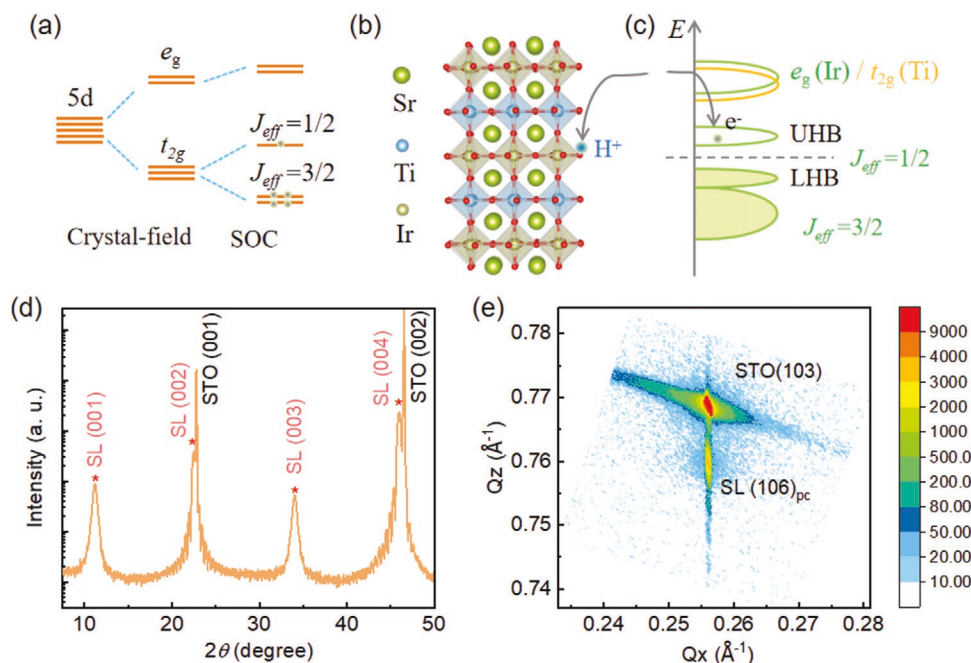 (a)
5d
e_g
t_2g
J_eff=1/2
J_eff=3/2
Crystal-field
SOC
(b)
Sr
Ti
Ir
H⁺
(c)
E
e_g (Ir) / t_2g (Ti)
e⁻
UHB
J_eff=1/2
LHB
J_eff=3/2
(d)
Intensity (a. u.)
SL (001)
SL (002)
STO (001)
SL (003)
SL (004)
STO (002)
* * * *
10 20 30 40 50
2θ (degree)
(e)
0.78
0.77
0.76
0.75
0.74
Qz (Å⁻¹)
STO(103)
SL (106)pc
0.24 0.25 0.26 0.27 0.28
Qx (Å⁻¹)
9000
4000
3000
2000
1000
500.0
200.0
80.00
20.00
10.00